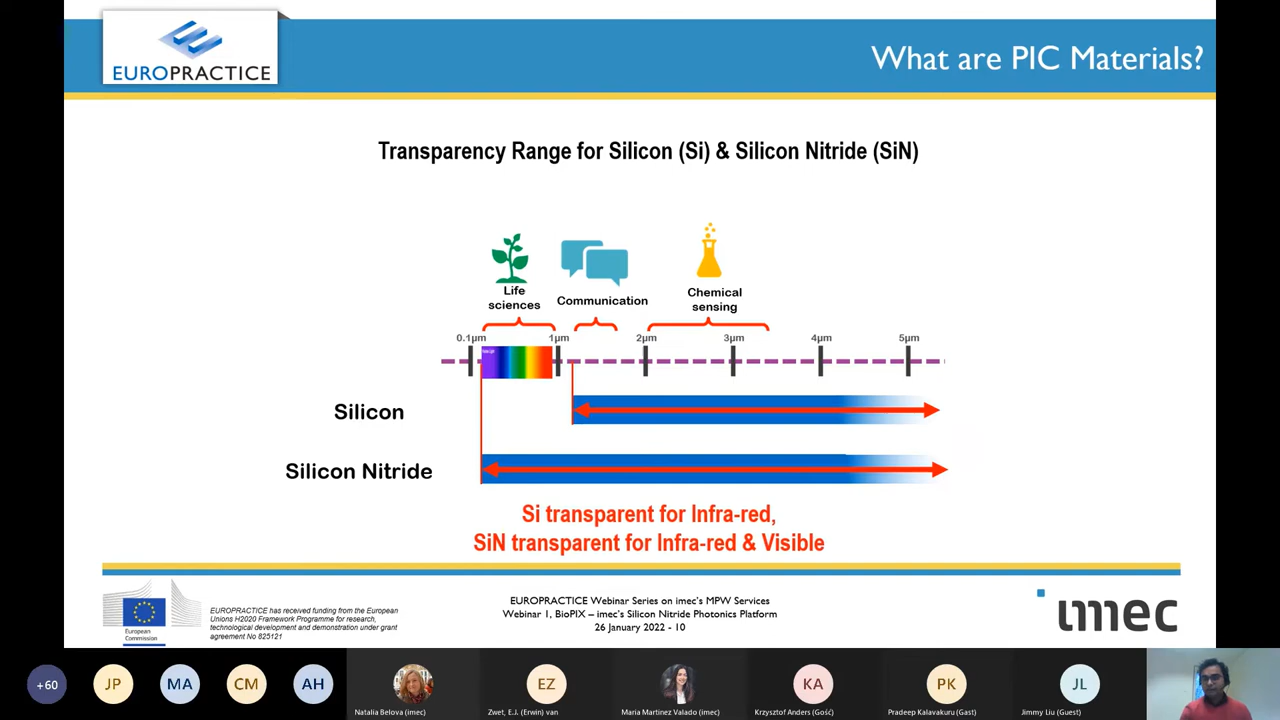 EUROPRACTICE
What are PIC Materials?
Transparency Range for Silicon (Si) & Silicon Nitride (SiN)
Life
sciences
Communication
Chemical
sensing
0.1µm
1µm
2µm
3µm
4µm
5µm
Silicon
Silicon Nitride
Si transparent for Infra-red,
SiN transparent for Infra-red & Visible
European
Commission
EUROPRACTICE has received funding from the European
Unions H2020 Framework Programme for research,
technological development and demonstration under grant
agreement No 825121
EUROPRACTICE Webinar Series on imec's MPW Services
Webinar 1, BioPIX – imec's Silicon Nitride Photonics Platform
26 January 2022 - 10
imec
+60
JP
MA
CM
AH
Natalia Belova (imec)
EZ
Zwet, E.J. (Erwin) van
Maria Martinez Valado (imec)
KA
Krzysztof Anders (Gość)
PK
Pradeep Kalavakuru (Gast)
JL
Jimmy Liu (Guest)